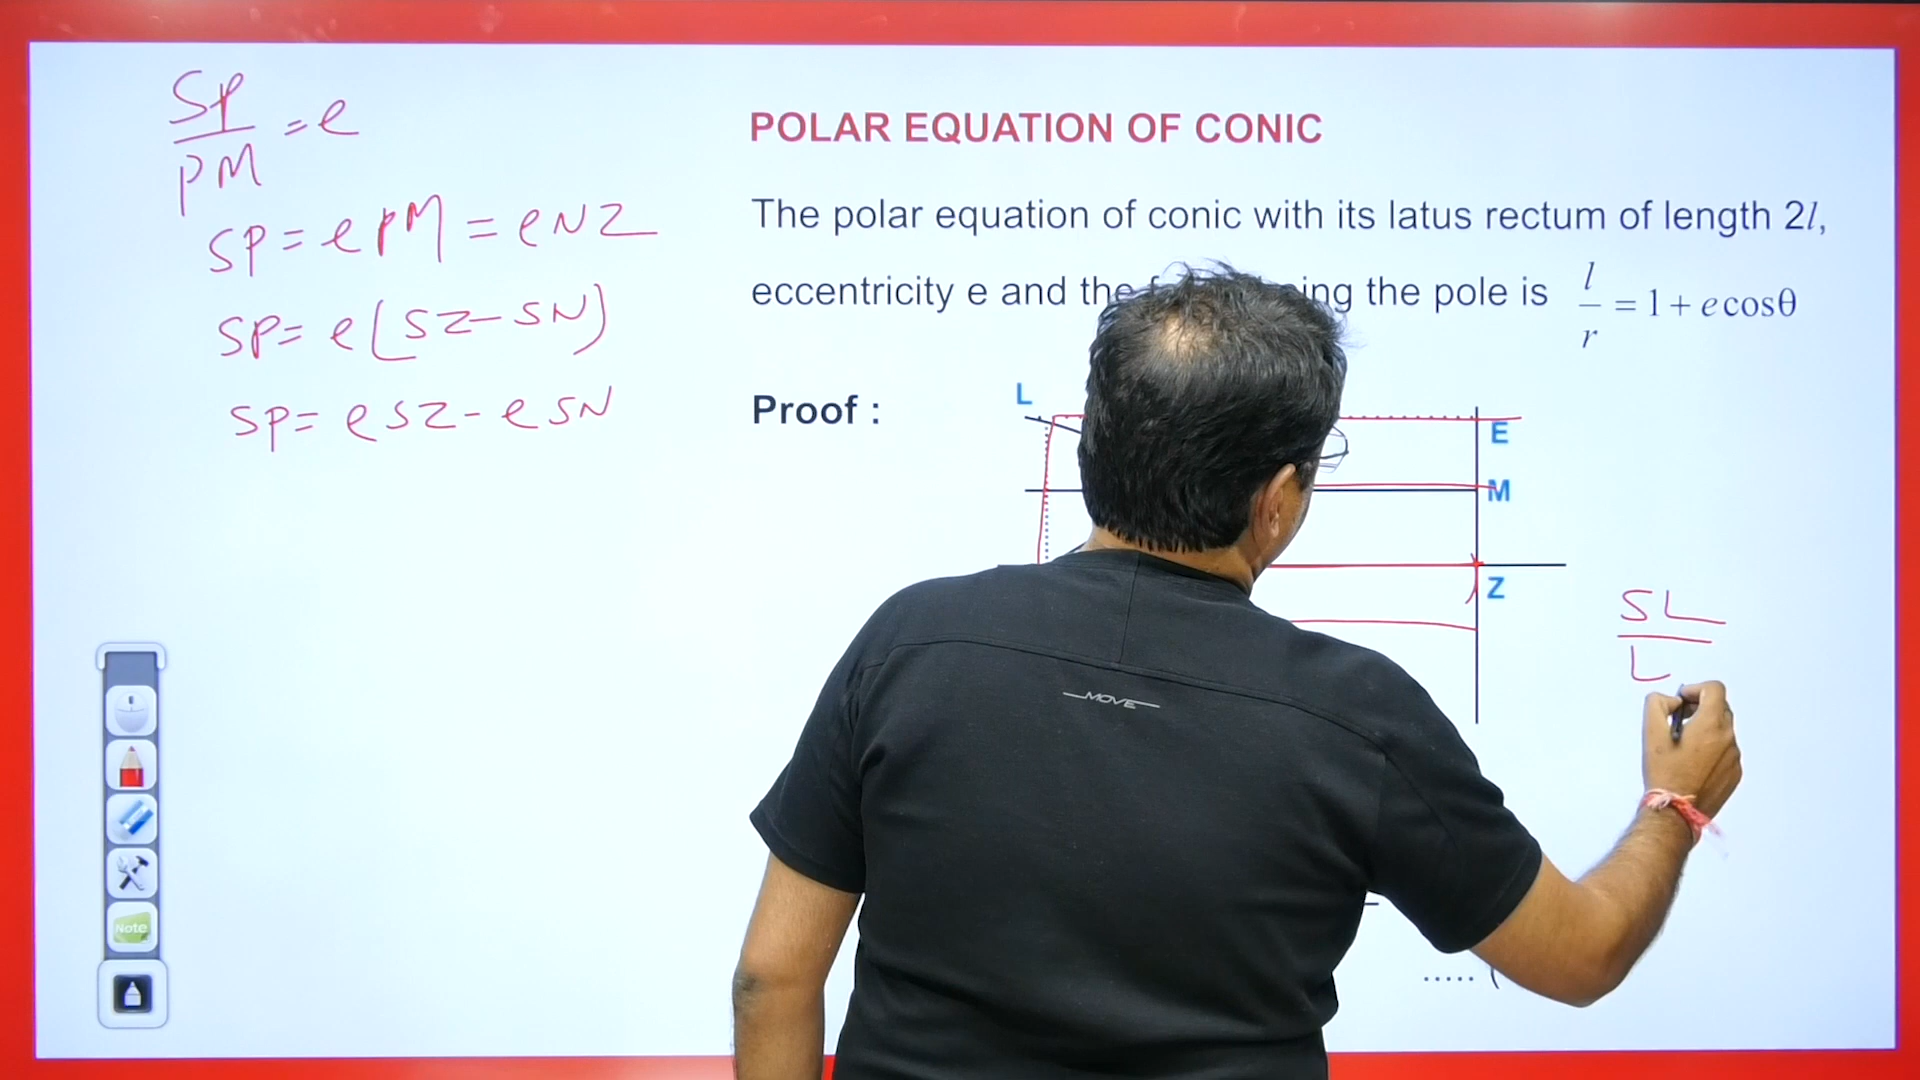 SP/PM = e
SP = e PM = e NZ
SP = e(SZ - SN)
SP = e SZ - e SN
POLAR EQUATION OF CONIC
The polar equation of conic with its latus rectum of length 2l,
eccentricity e and the ing the pole is l/r = 1 + e cosθ
Proof :
L
E
M
Z
SL
L
MOVE
..... (
Note